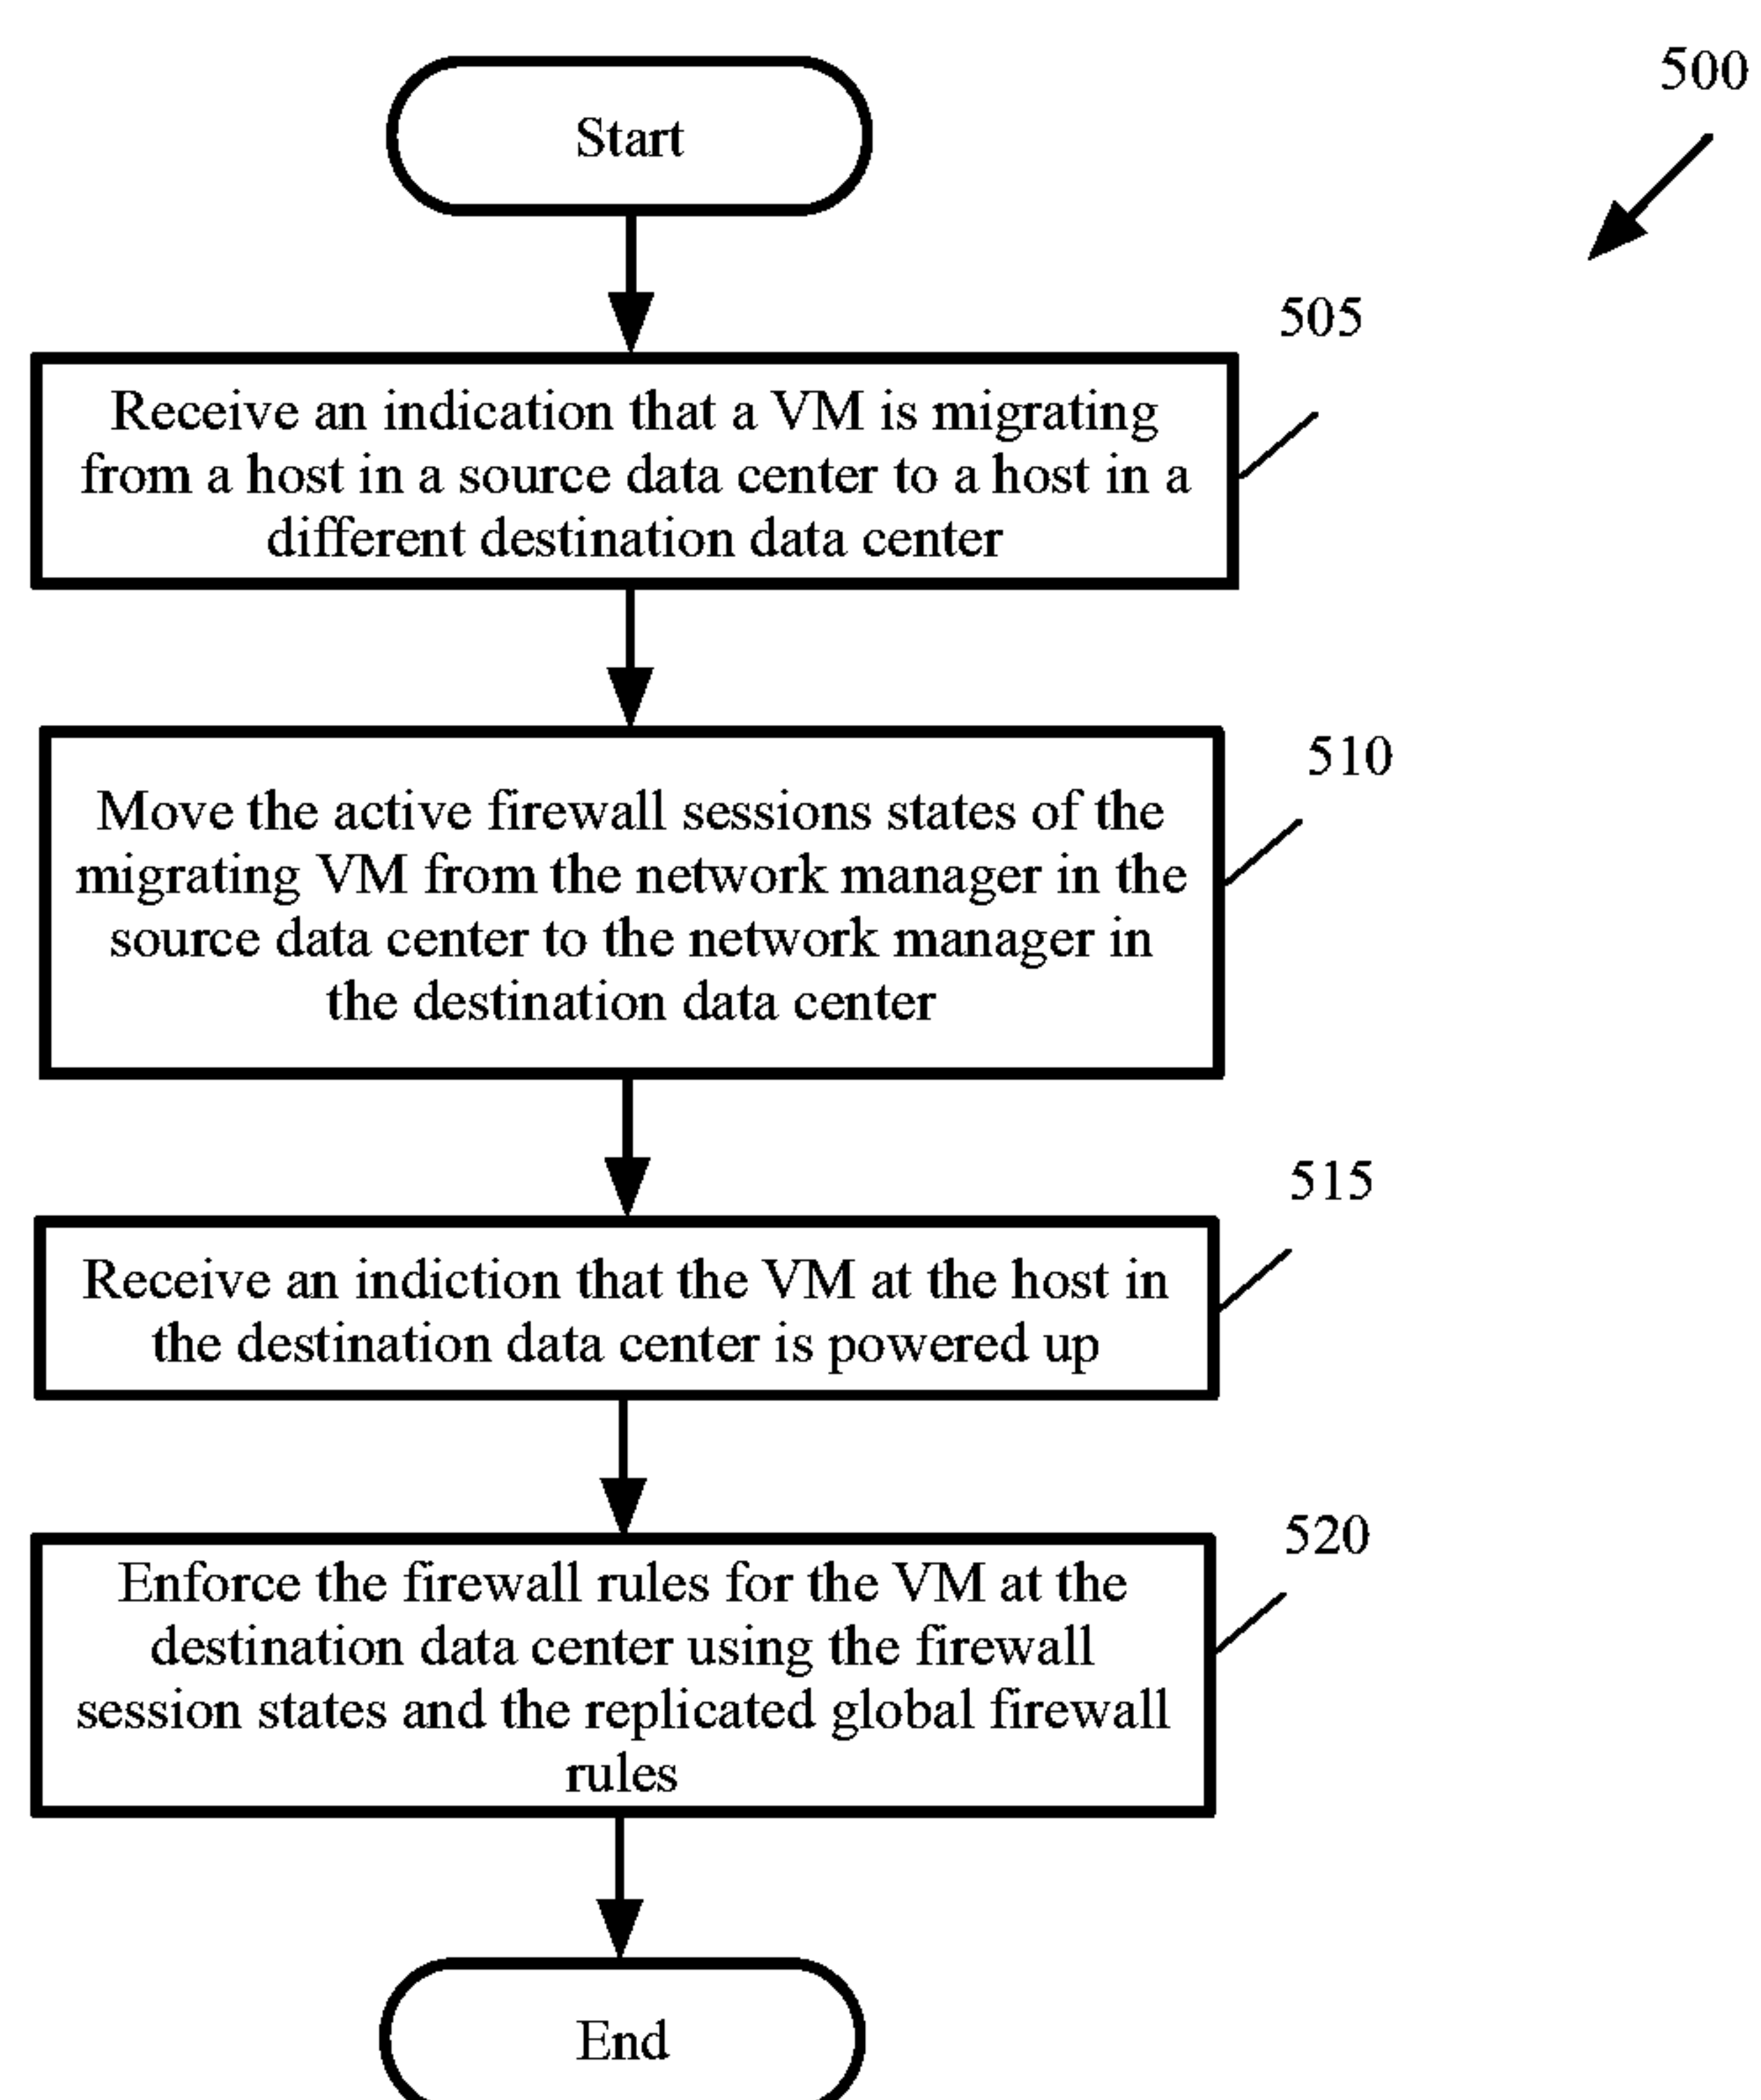 500
Start
505
Receive an indication that a VM is migrating
from a host in a source data center to a host in a
different destination data center
510
Move the active firewall sessions states of the
migrating VM from the network manager in the
source data center to the network manager in
the destination data center
515
Receive an indiction that the VM at the host in
the destination data center is powered up
520
Enforce the firewall rules for the VM at the
destination data center using the firewall
session states and the replicated global firewall
rules
End